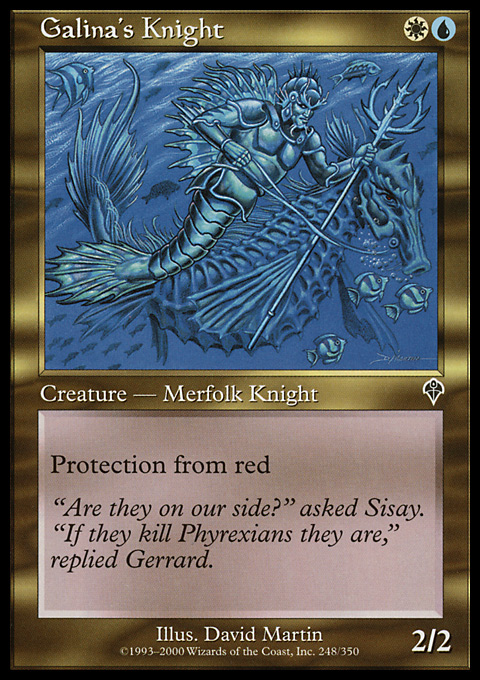 Galina's Knight
Creature — Merfolk Knight
Protection from red
“Are they on our side?” asked Sisay.
“If they kill Phyrexians they are,”
replied Gerrard.
Illus. David Martin
2/2
©1993–2000 Wizards of the Coast, Inc. 248/350